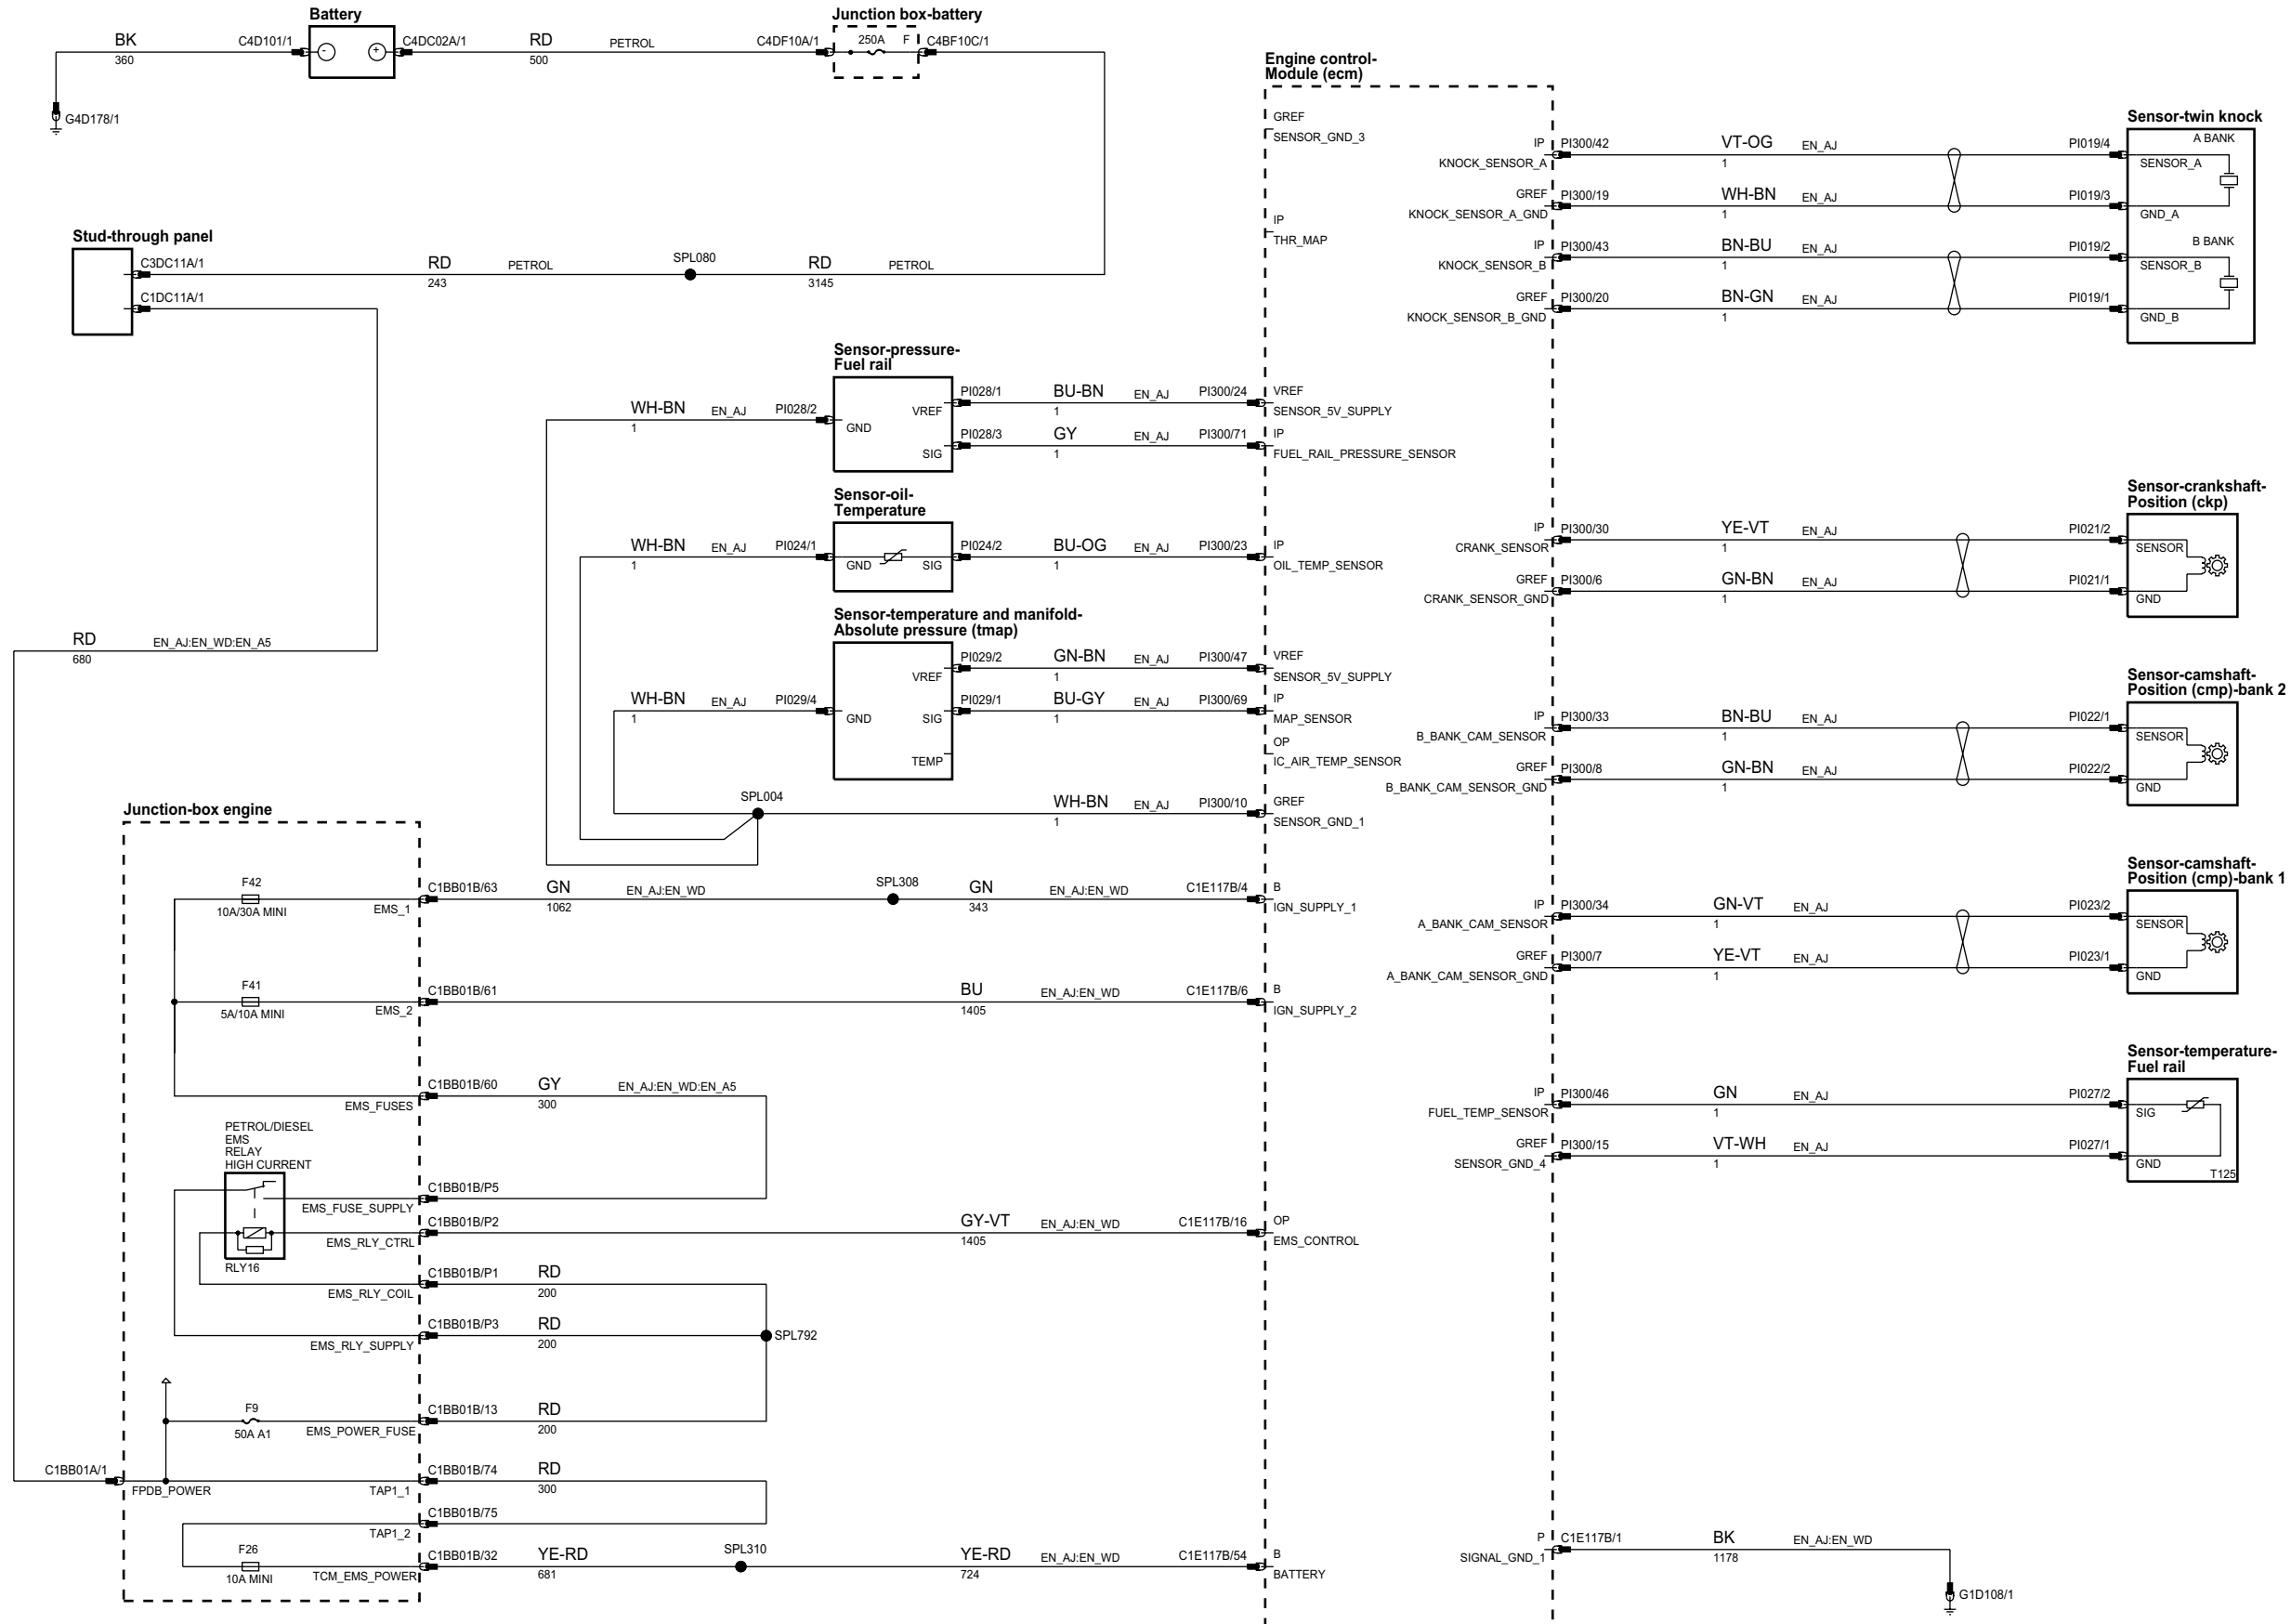 Battery
BK
360
C4D101/1
-
+
C4DC02A/1
RD
500
PETROL
G4D178/1
Junction box-battery
C4DF10A/1
250A
F
C4BF10C/1
Stud-through panel
C3DC11A/1
RD
243
PETROL
SPL080
RD
3145
PETROL
C1DC11A/1
RD
680
EN_AJ:EN_WD:EN_A5
Sensor-pressure-
Fuel rail
WH-BN
1
EN_AJ
PI028/2
GND
VREF
SIG
PI028/1
BU-BN
1
EN_AJ
PI300/24
PI028/3
GY
1
EN_AJ
PI300/71
Sensor-oil-
Temperature
WH-BN
1
EN_AJ
PI024/1
GND
SIG
PI024/2
BU-OG
1
EN_AJ
PI300/23
Sensor-temperature and manifold-
Absolute pressure (tmap)
WH-BN
1
EN_AJ
PI029/4
GND
VREF
SIG
TEMP
PI029/2
GN-BN
1
EN_AJ
PI300/47
PI029/1
BU-GY
1
EN_AJ
PI300/69
SPL004
WH-BN
1
EN_AJ
PI300/10
Junction-box engine
F42
10A/30A MINI
EMS_1
C1BB01B/63
GN
1062
EN_AJ:EN_WD
SPL308
GN
343
EN_AJ:EN_WD
C1E117B/4
F41
5A/10A MINI
EMS_2
C1BB01B/61
BU
1405
EN_AJ:EN_WD
C1E117B/6
EMS_FUSES
C1BB01B/60
GY
300
EN_AJ:EN_WD:EN_A5
PETROL/DIESEL
EMS
RELAY
HIGH CURRENT
RLY16
EMS_FUSE_SUPPLY
C1BB01B/P5
EMS_RLY_CTRL
C1BB01B/P2
GY-VT
1405
EN_AJ:EN_WD
C1E117B/16
EMS_RLY_COIL
C1BB01B/P1
RD
200
EMS_RLY_SUPPLY
C1BB01B/P3
RD
200
SPL792
F9
50A A1
EMS_POWER_FUSE
C1BB01B/13
RD
200
C1BB01A/1
FPDB_POWER
TAP1_1
C1BB01B/74
RD
300
TAP1_2
C1BB01B/75
F26
10A MINI
TCM_EMS_POWER
C1BB01B/32
YE-RD
681
SPL310
YE-RD
724
EN_AJ:EN_WD
C1E117B/54
Engine control-
Module (ecm)
GREF
SENSOR_GND_3
IP
THR_MAP
VREF
SENSOR_5V_SUPPLY
IP
FUEL_RAIL_PRESSURE_SENSOR
IP
OIL_TEMP_SENSOR
VREF
SENSOR_5V_SUPPLY
IP
MAP_SENSOR
OP
IC_AIR_TEMP_SENSOR
GREF
SENSOR_GND_1
B
IGN_SUPPLY_1
B
IGN_SUPPLY_2
OP
EMS_CONTROL
B
BATTERY
IP
KNOCK_SENSOR_A
PI300/42
VT-OG
1
EN_AJ
PI019/4
GREF
KNOCK_SENSOR_A_GND
PI300/19
WH-BN
1
EN_AJ
PI019/3
IP
KNOCK_SENSOR_B
PI300/43
BN-BU
1
EN_AJ
PI019/2
GREF
KNOCK_SENSOR_B_GND
PI300/20
BN-GN
1
EN_AJ
PI019/1
Sensor-twin knock
A BANK
SENSOR_A
GND_A
B BANK
SENSOR_B
GND_B
IP
CRANK_SENSOR
PI300/30
YE-VT
1
EN_AJ
PI021/2
GREF
CRANK_SENSOR_GND
PI300/6
GN-BN
1
EN_AJ
PI021/1
Sensor-crankshaft-
Position (ckp)
SENSOR
GND
IP
B_BANK_CAM_SENSOR
PI300/33
BN-BU
1
EN_AJ
PI022/1
GREF
B_BANK_CAM_SENSOR_GND
PI300/8
GN-BN
1
EN_AJ
PI022/2
Sensor-camshaft-
Position (cmp)-bank 2
SENSOR
GND
IP
A_BANK_CAM_SENSOR
PI300/34
GN-VT
1
EN_AJ
PI023/2
GREF
A_BANK_CAM_SENSOR_GND
PI300/7
YE-VT
1
EN_AJ
PI023/1
Sensor-camshaft-
Position (cmp)-bank 1
SENSOR
GND
IP
FUEL_TEMP_SENSOR
PI300/46
GN
1
EN_AJ
PI027/2
GREF
SENSOR_GND_4
PI300/15
VT-WH
1
EN_AJ
PI027/1
Sensor-temperature-
Fuel rail
SIG
GND
T125
P
SIGNAL_GND_1
C1E117B/1
BK
1178
EN_AJ:EN_WD
G1D108/1